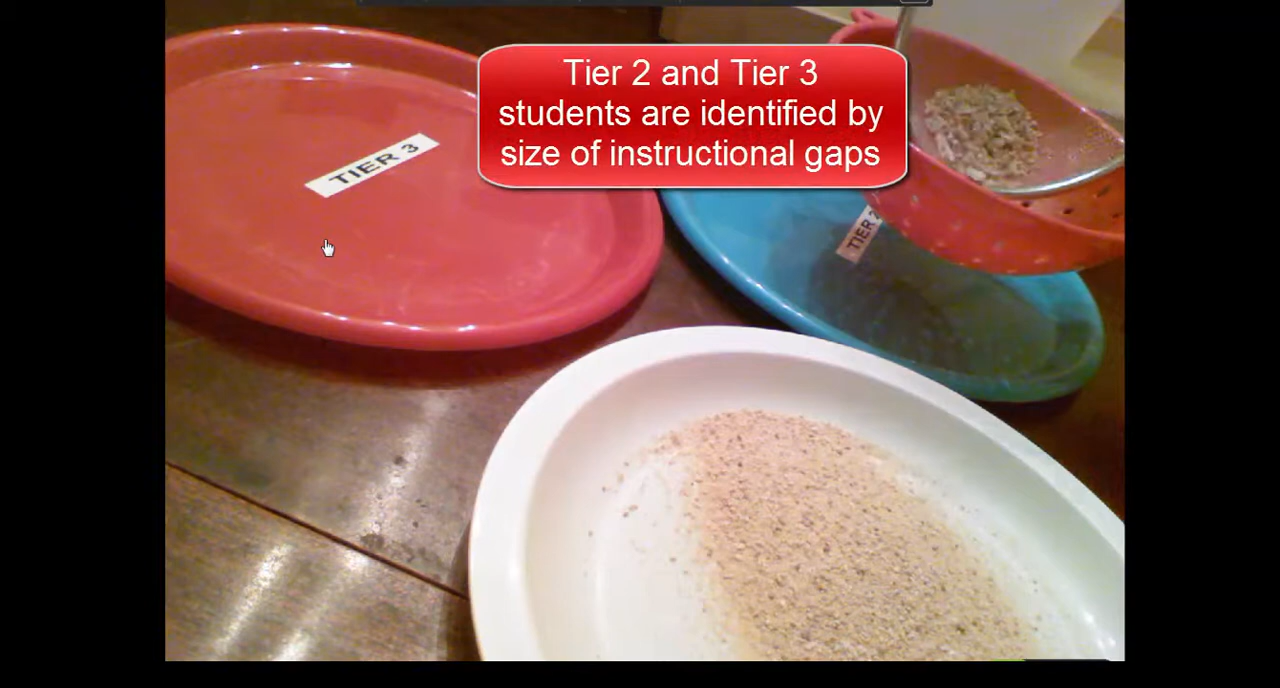 Tier 2 and Tier 3
students are identified by
size of instructional gaps
TIER 3
TIER 2